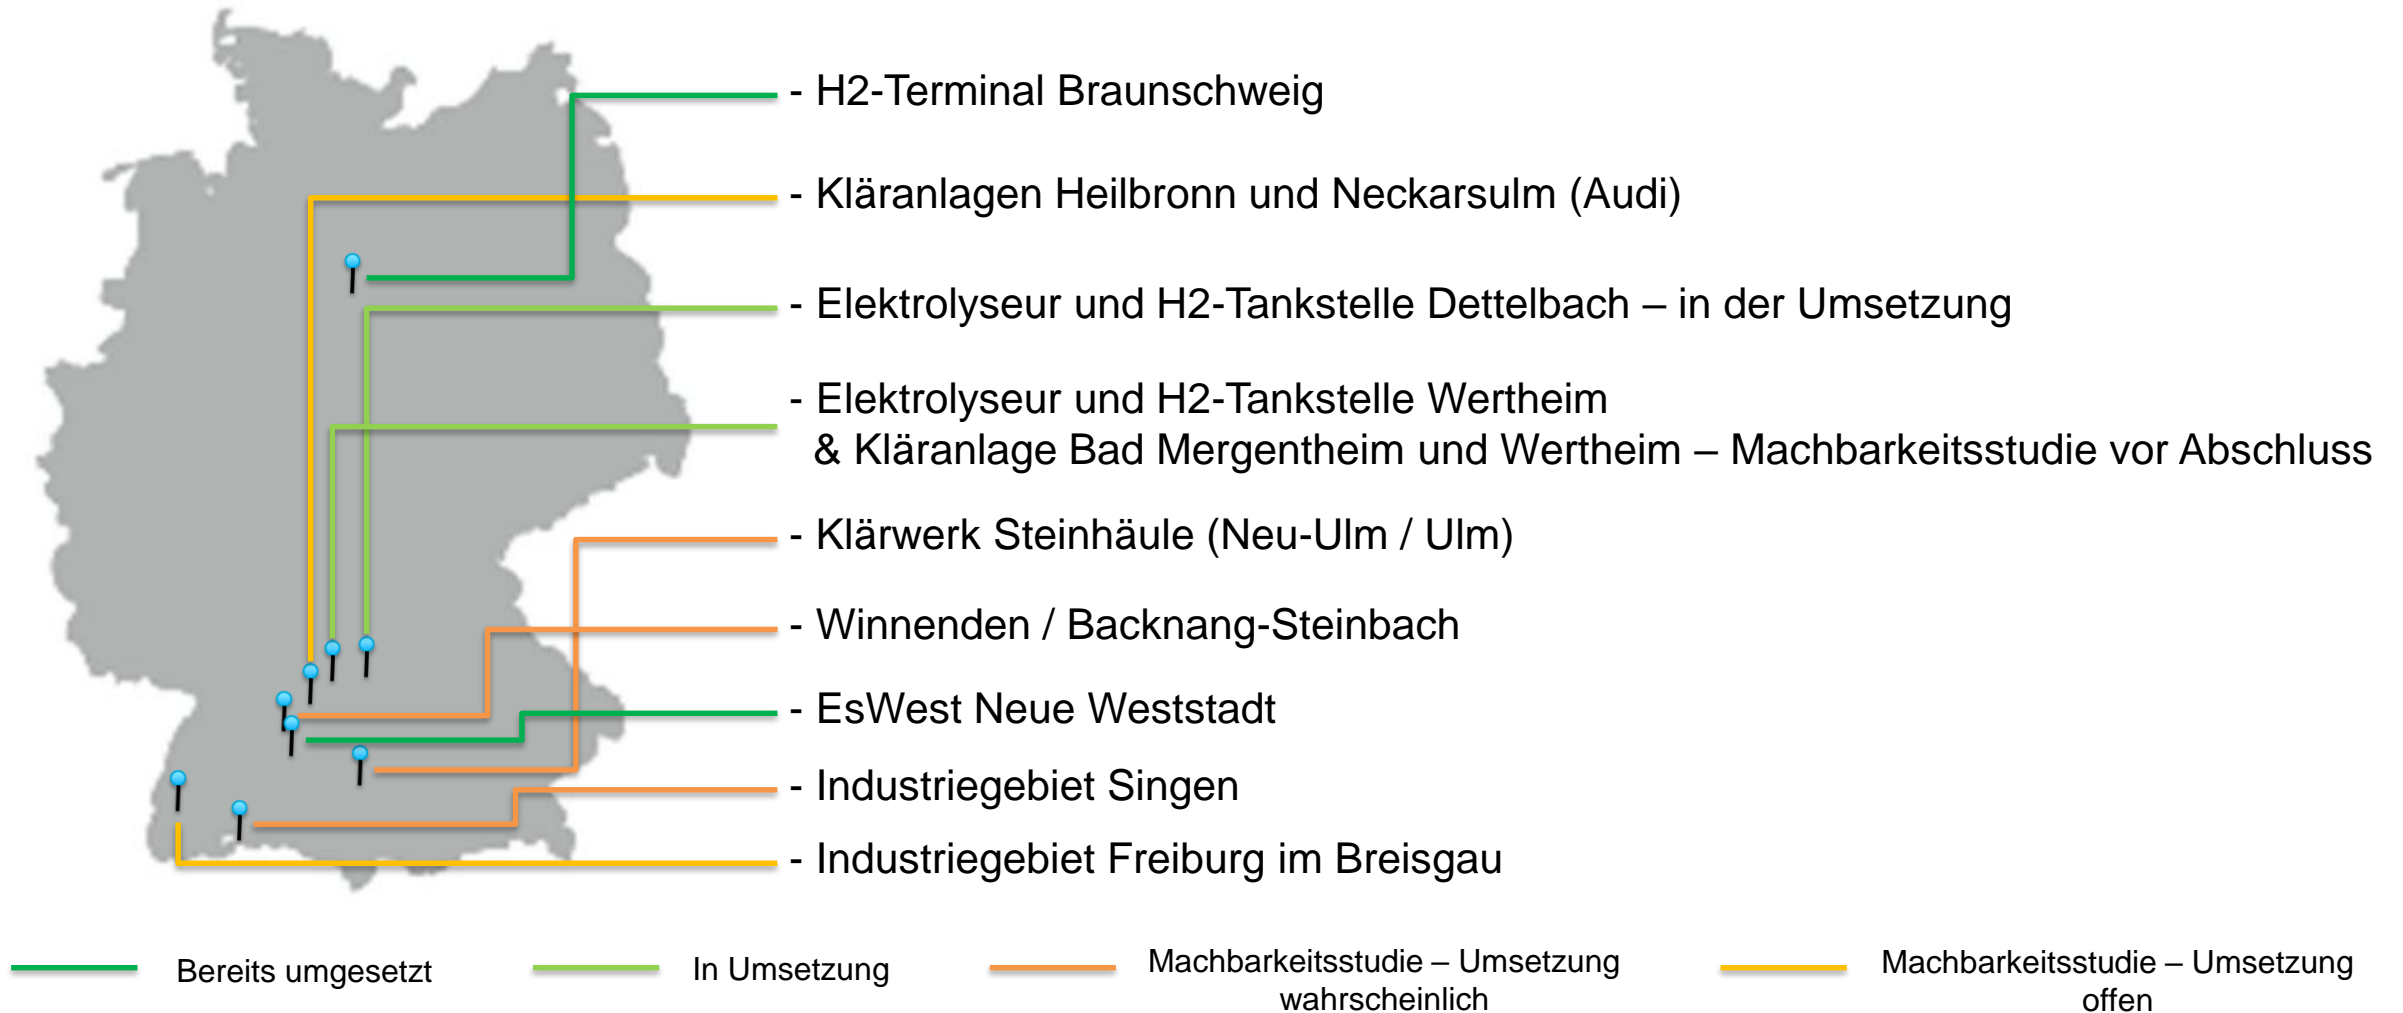 - H2-Terminal Braunschweig
- Kläranlagen Heilbronn und Neckarsulm (Audi)
- Elektrolyseur und H2-Tankstelle Dettelbach – in der Umsetzung
- Elektrolyseur und H2-Tankstelle Wertheim
& Kläranlage Bad Mergentheim und Wertheim – Machbarkeitsstudie vor Abschluss
- Klärwerk Steinhäule (Neu-Ulm / Ulm)
- Winnenden / Backnang-Steinbach
- EsWest Neue Weststadt
- Industriegebiet Singen
- Industriegebiet Freiburg im Breisgau
Bereits umgesetzt
In Umsetzung
Machbarkeitsstudie – Umsetzung
wahrscheinlich
Machbarkeitsstudie – Umsetzung
offen